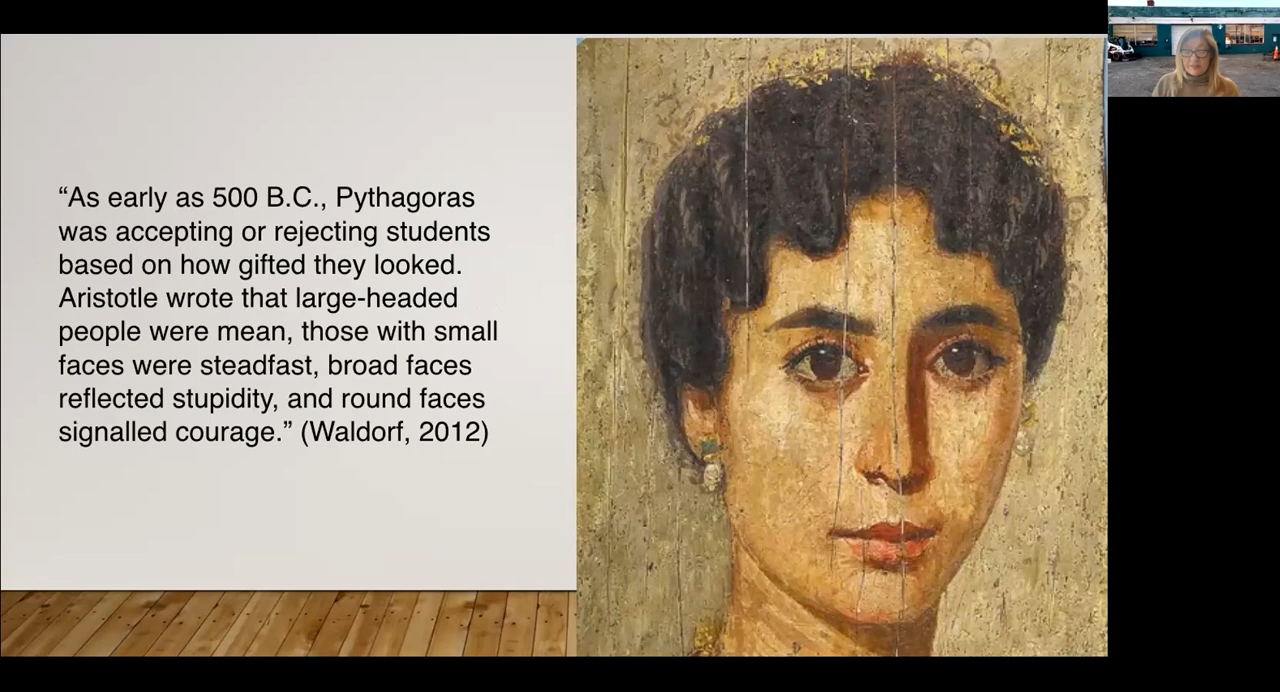 “As early as 500 B.C., Pythagoras
was accepting or rejecting students
based on how gifted they looked.
Aristotle wrote that large-headed
people were mean, those with small
faces were steadfast, broad faces
reflected stupidity, and round faces
signalled courage.” (Waldorf, 2012)